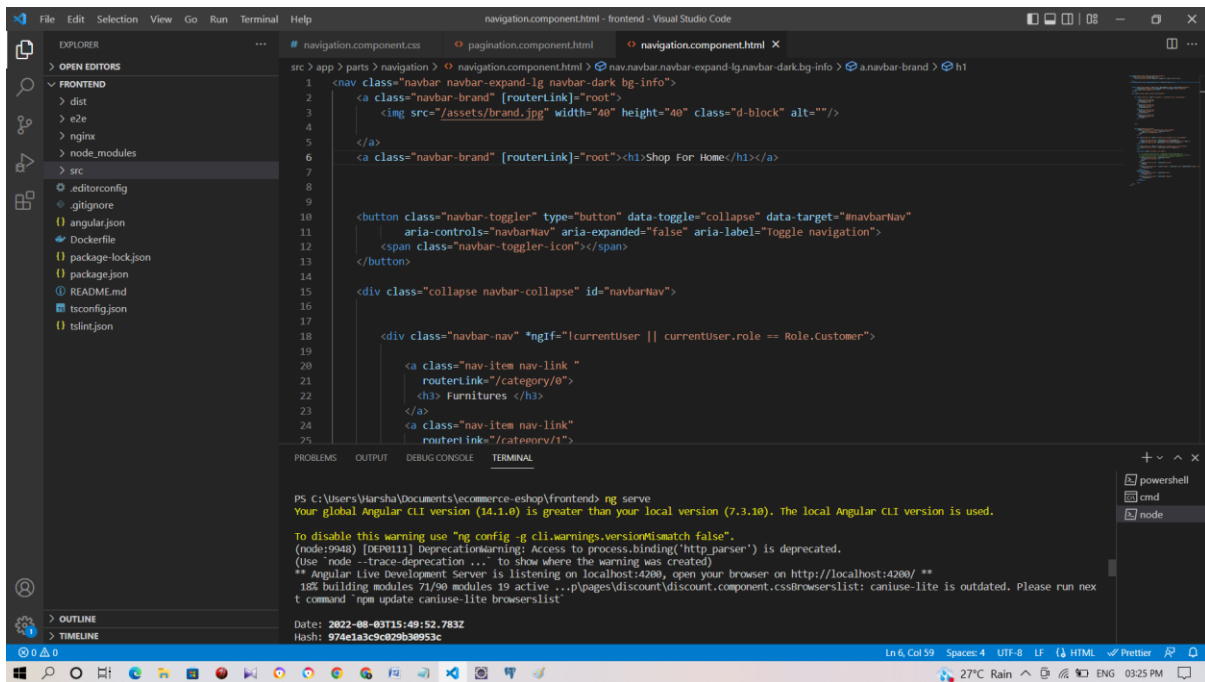 File Edit Selection View Go Run Terminal Help navigation.component.html - frontend - Visual Studio Code
EXPLORER
> OPEN EDITORS
FRONTEND
> dist
> e2e
> nginx
> node_modules
> src
.editorconfig
.gitignore
{} angular.json
Dockerfile
{} package-lock.json
{} package.json
README.md
tsconfig.json
{} tslint.json
> OUTLINE
> TIMELINE
# navigation.component.css pagination.component.html navigation.component.html
src > app > parts > navigation > navigation.component.html > nav.navbar.navbar-expand-lg.navbar-dark.bg-info > a.navbar-brand > h1
1 <nav class="navbar navbar-expand-lg navbar-dark bg-info">
2 <a class="navbar-brand" [routerLink]="root">
3 <img src="/assets/brand.jpg" width="40" height="40" class="d-block" alt=""/>
4
5 </a>
6 <a class="navbar-brand" [routerLink]="root"><h1>Shop For Home</h1></a>
7
8
9
10 <button class="navbar-toggler" type="button" data-toggle="collapse" data-target="#navbarNav"
11 aria-controls="navbarNav" aria-expanded="false" aria-label="Toggle navigation">
12 <span class="navbar-toggler-icon"></span>
13 </button>
14
15 <div class="collapse navbar-collapse" id="navbarNav">
16
17
18 <div class="navbar-nav" *ngIf="!currentUser || currentUser.role == Role.Customer">
19
20 <a class="nav-item nav-link "
21 routerLink="/category/0">
22 <h3> Furnitures </h3>
23 </a>
24 <a class="nav-item nav-link"
25 routerLink="/category/1">
PROBLEMS OUTPUT DEBUG CONSOLE TERMINAL
PS C:\Users\Harsha\Documents\ecommerce-eshop\frontend> ng serve
Your global Angular CLI version (14.1.0) is greater than your local version (7.3.10). The local Angular CLI version is used.
To disable this warning use "ng config -g cli.warnings.versionMismatch false".
(node:9948) [DEP0111] DeprecationWarning: Access to process.binding('http_parser') is deprecated.
(Use `node --trace-deprecation ...` to show where the warning was created)
** Angular Live Development Server is listening on localhost:4200, open your browser on http://localhost:4200/ **
18% building modules 71/90 modules 19 active ...p\pages\discount\discount.component.cssBrowserslist: caniuse-lite is outdated. Please run nex
t command `npm update caniuse-lite browserslist`
Date: 2022-08-03T15:49:52.783Z
Hash: 974e1a3c9c029b30953c
powershell
cmd
node
0 0 Ln 6, Col 59 Spaces: 4 UTF-8 LF HTML Prettier
27°C Rain ENG 03:25 PM